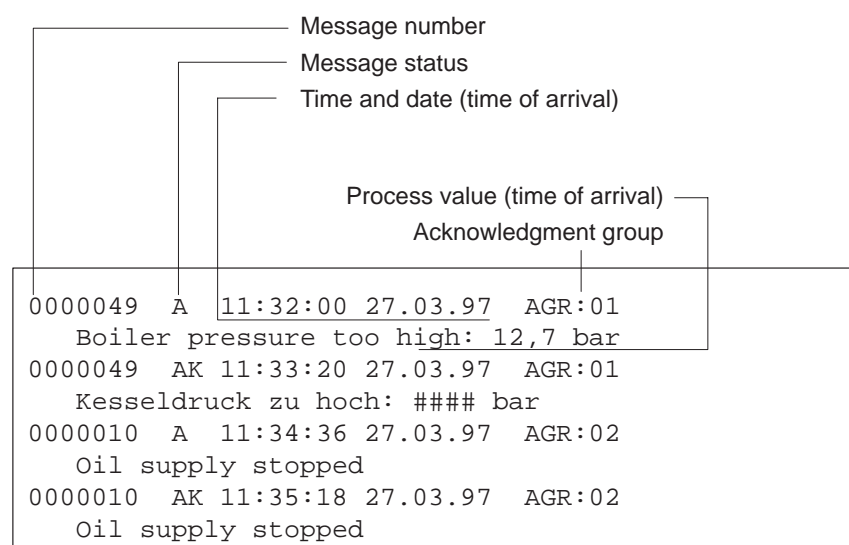 Message number
Message status
Time and date (time of arrival)
Process value (time of arrival)
Acknowledgment group
0000049 A 11:32:00 27.03.97 AGR:01
Boiler pressure too high: 12,7 bar
0000049 AK 11:33:20 27.03.97 AGR:01
Kesseldruck zu hoch: #### bar
0000010 A 11:34:36 27.03.97 AGR:02
Oil supply stopped
0000010 AK 11:35:18 27.03.97 AGR:02
Oil supply stopped